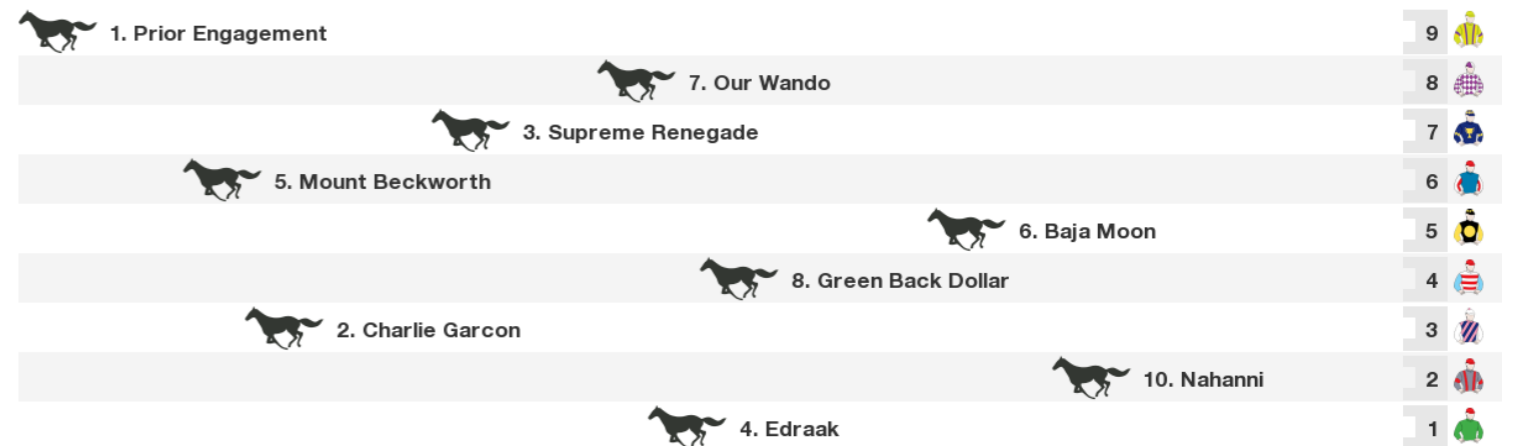 1. Prior Engagement 9
7. Our Wando 8
3. Supreme Renegade 7
5. Mount Beckworth 6
6. Baja Moon 5
8. Green Back Dollar 4
2. Charlie Garcon 3
10. Nahanni 2
4. Edraak 1